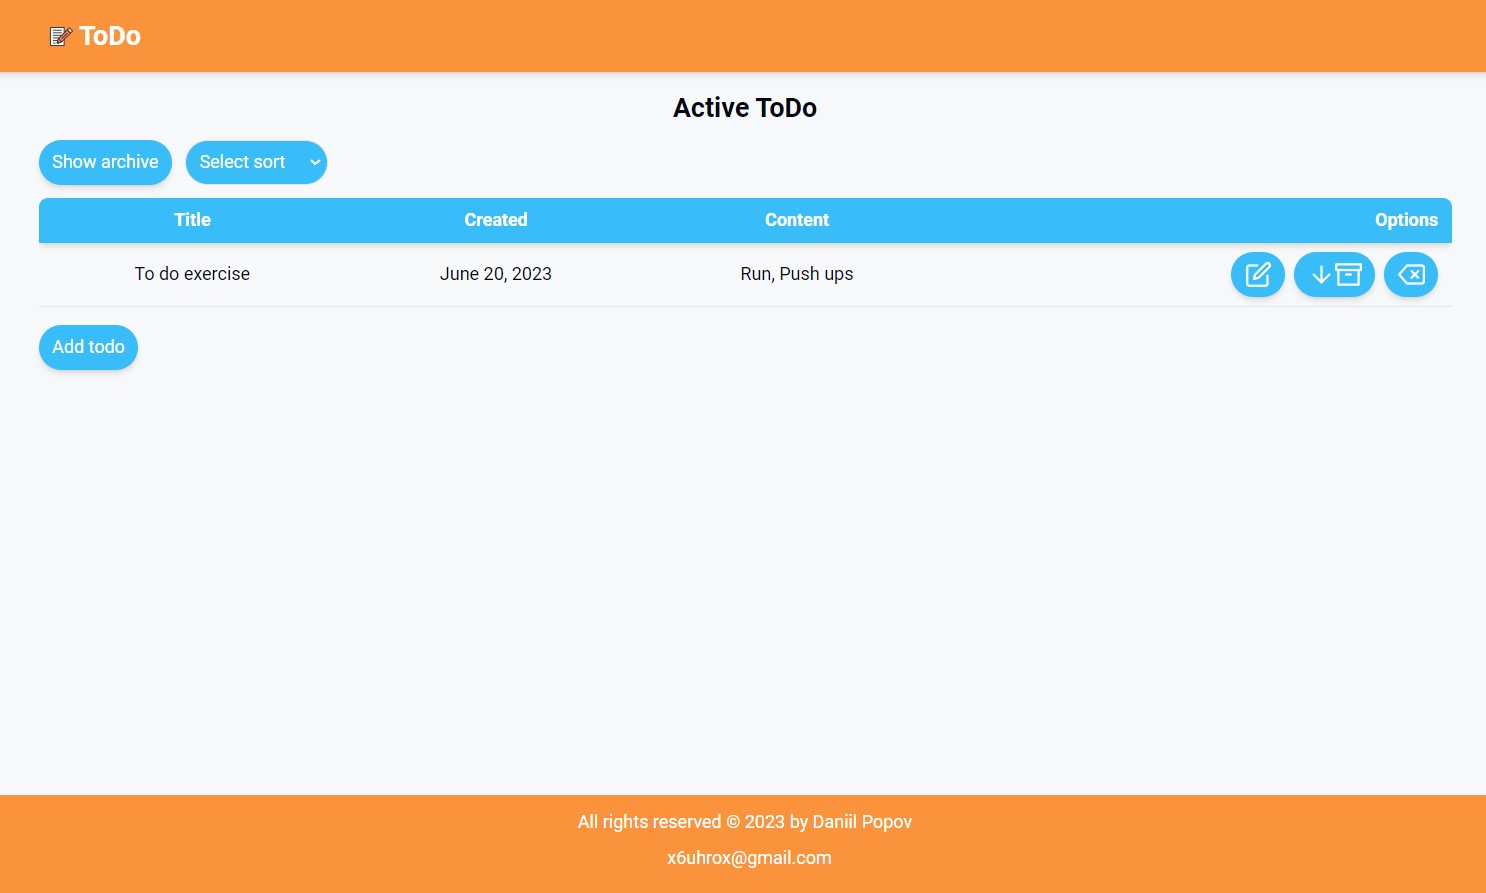 ToDo
Active ToDo
Show archive Select sort
Title Created Content Options
To do exercise June 20, 2023 Run, Push ups
Add todo
All rights reserved © 2023 by Daniil Popov
x6uhrox@gmail.com